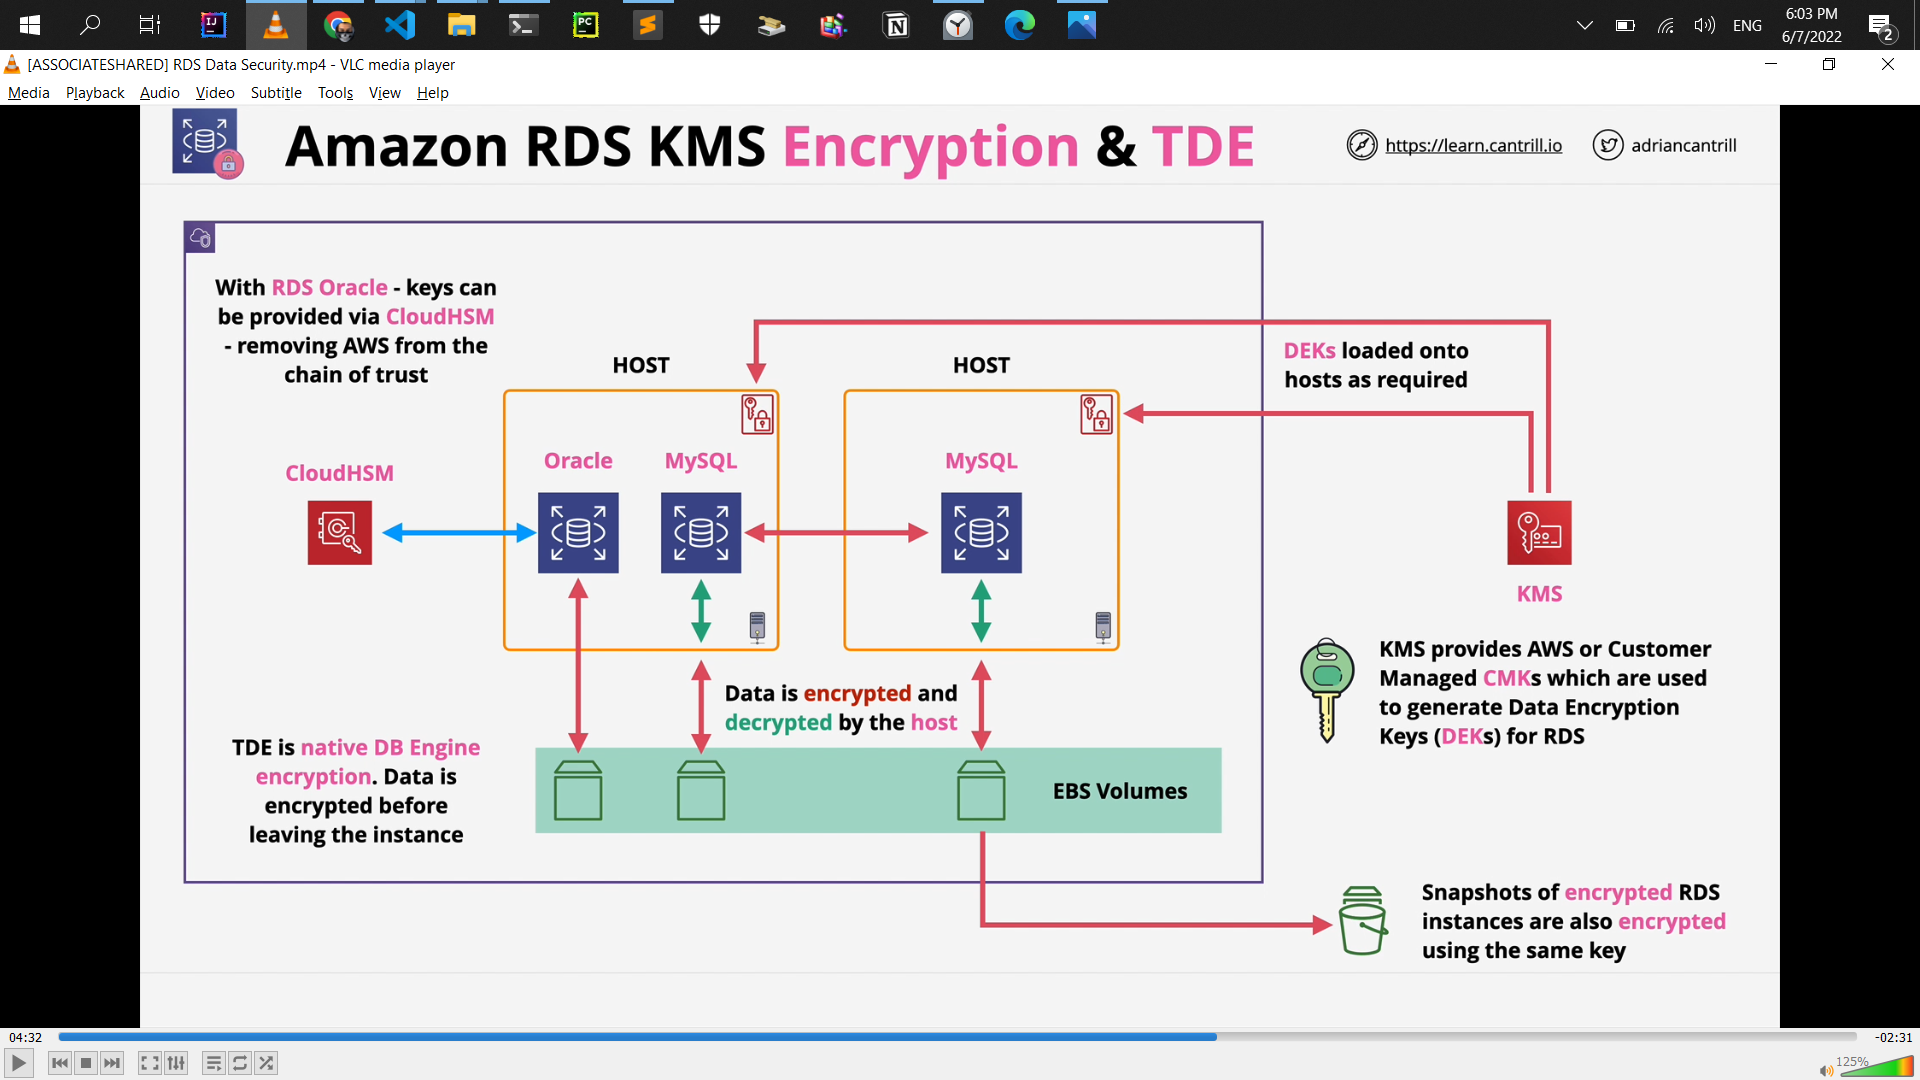 IJ
PC
N
ENG
6:03 PM
6/7/2022
2
[ASSOCIATESHARED] RDS Data Security.mp4 - VLC media player
Media Playback Audio Video Subtitle Tools View Help
Amazon RDS KMS Encryption & TDE
https://learn.cantrill.io
adriancantrill
With RDS Oracle - keys can
be provided via CloudHSM
- removing AWS from the
chain of trust
HOST
HOST
DEKs loaded onto
hosts as required
CloudHSM
Oracle
MySQL
MySQL
KMS
KMS provides AWS or Customer
Managed CMKs which are used
to generate Data Encryption
Keys (DEKs) for RDS
Data is encrypted and
decrypted by the host
TDE is native DB Engine
encryption. Data is
encrypted before
leaving the instance
EBS Volumes
Snapshots of encrypted RDS
instances are also encrypted
using the same key
04:32
-02:31
125%